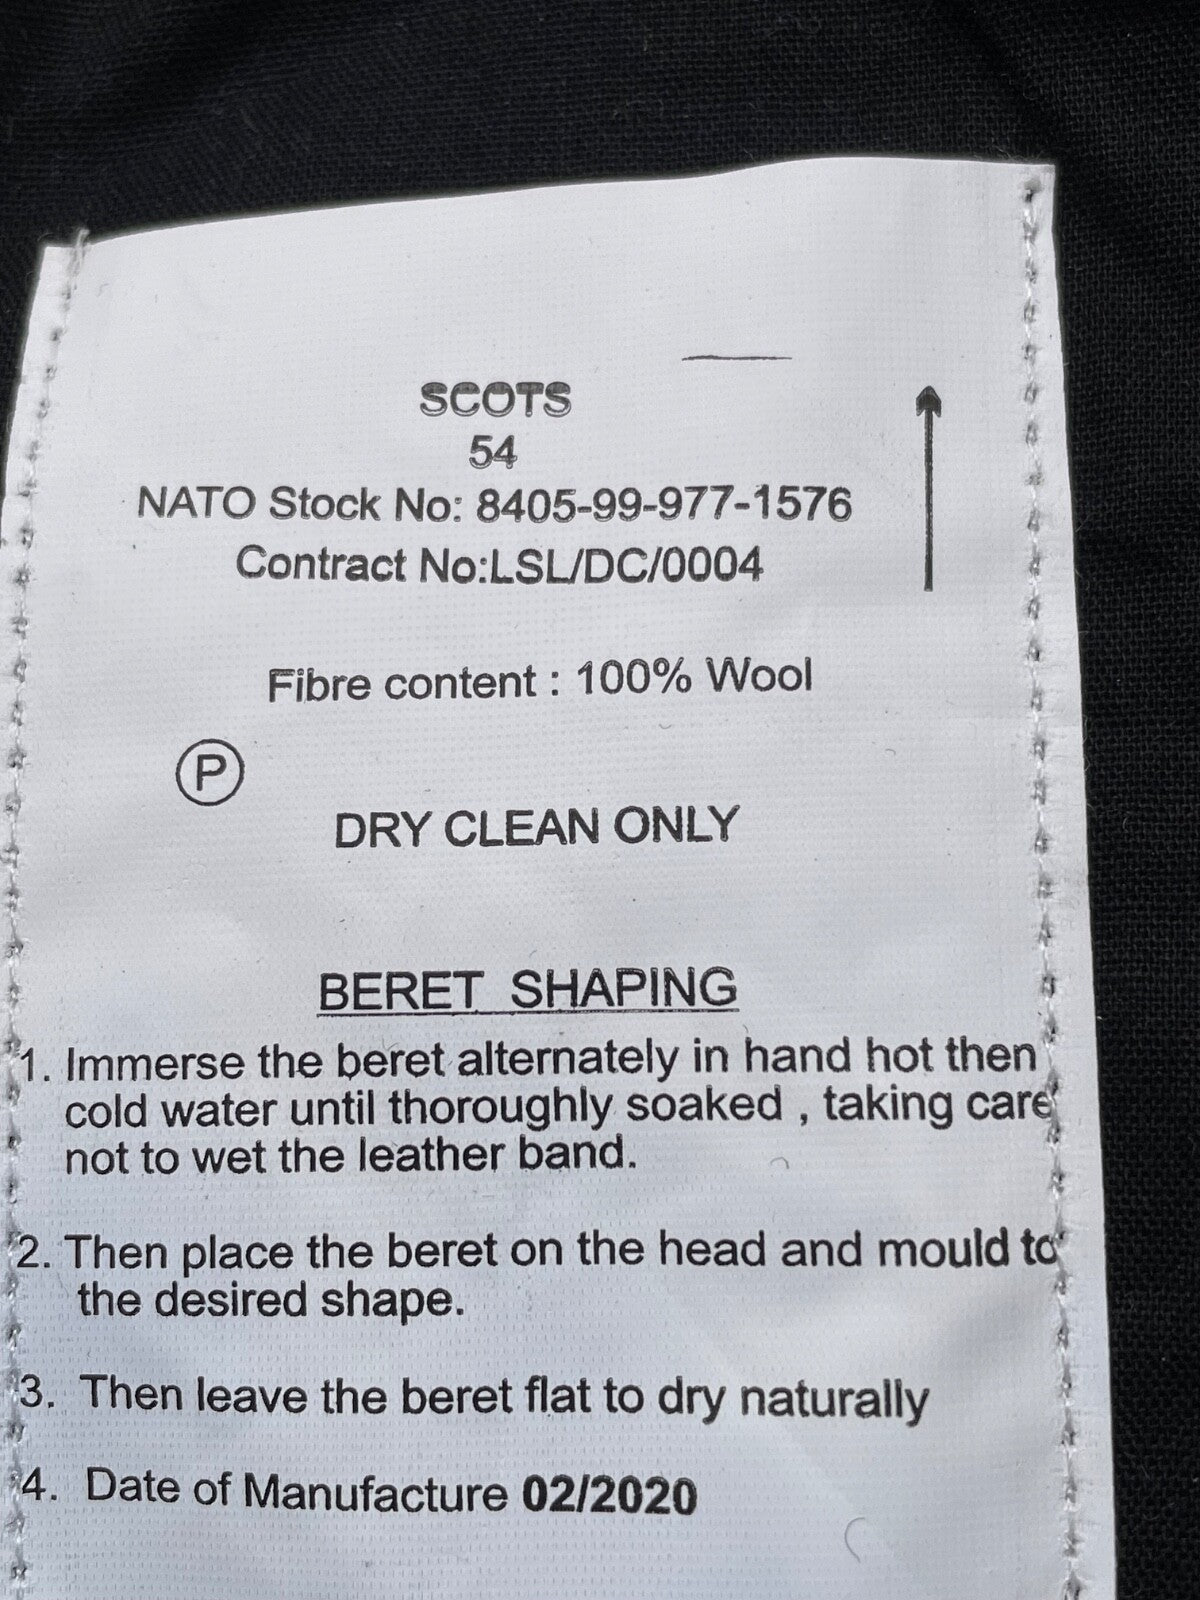 SCOTS
54
NATO Stock No: 8405-99-977-1576
Contract No:LSL/DC/0004
Fibre content : 100% Wool
P
DRY CLEAN ONLY
BERET SHAPING
1. Immerse the beret alternately in hand hot then
cold water until thoroughly soaked , taking care
not to wet the leather band.
2. Then place the beret on the head and mould to
the desired shape.
3. Then leave the beret flat to dry naturally
4. Date of Manufacture 02/2020